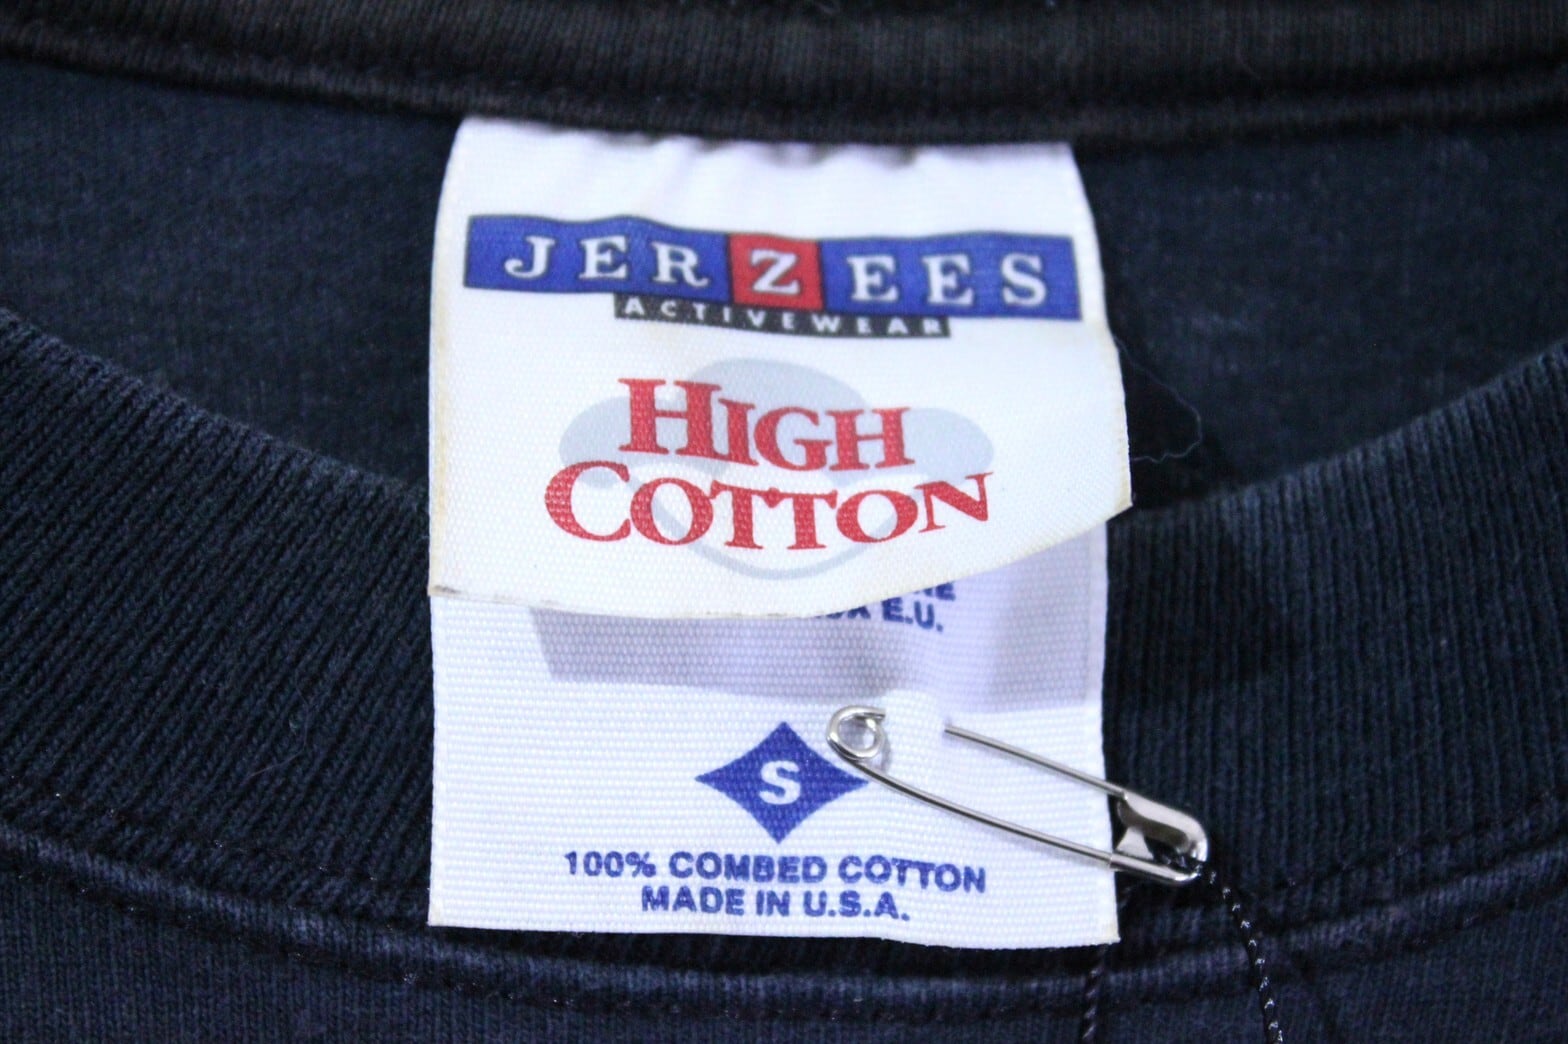 JERZEES
ACTIVEWEAR
HIGH
COTTON
E.U.
S
100% COMBED COTTON
MADE IN U.S.A.